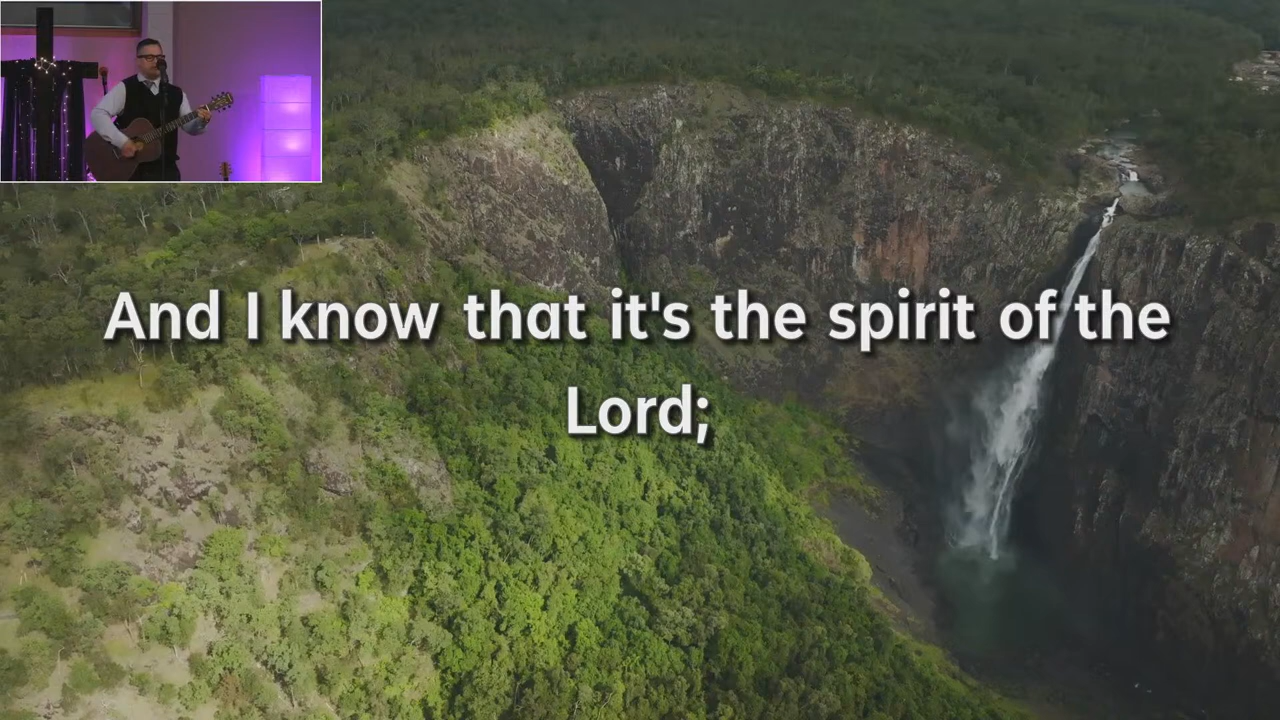 And I know that it's the spirit of the
Lord;